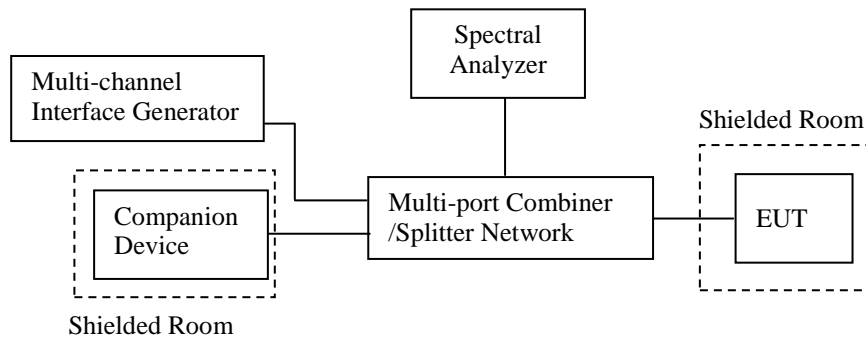 Spectral
Analyzer
Multi-channel
Interface Generator
Shielded Room
Companion
Device
Multi-port Combiner
/Splitter Network
EUT
Shielded Room